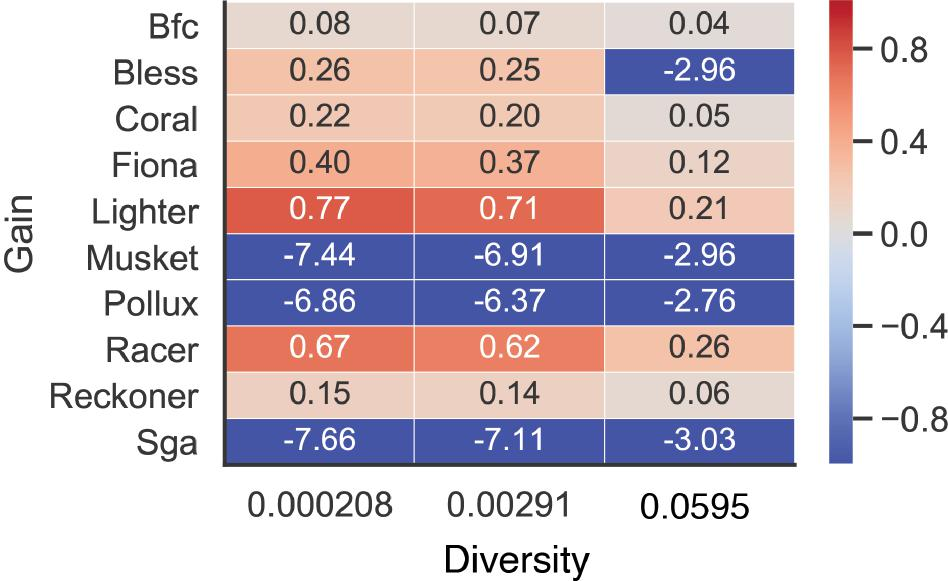 Gain
Bfc 0.08 0.07 0.04
Bless 0.26 0.25 -2.96
Coral 0.22 0.20 0.05
Fiona 0.40 0.37 0.12
Lighter 0.77 0.71 0.21
Musket -7.44 -6.91 -2.96
Pollux -6.86 -6.37 -2.76
Racer 0.67 0.62 0.26
Reckoner 0.15 0.14 0.06
Sga -7.66 -7.11 -3.03
0.000208 0.00291 0.0595
Diversity
0.8
0.4
0.0
−0.4
−0.8